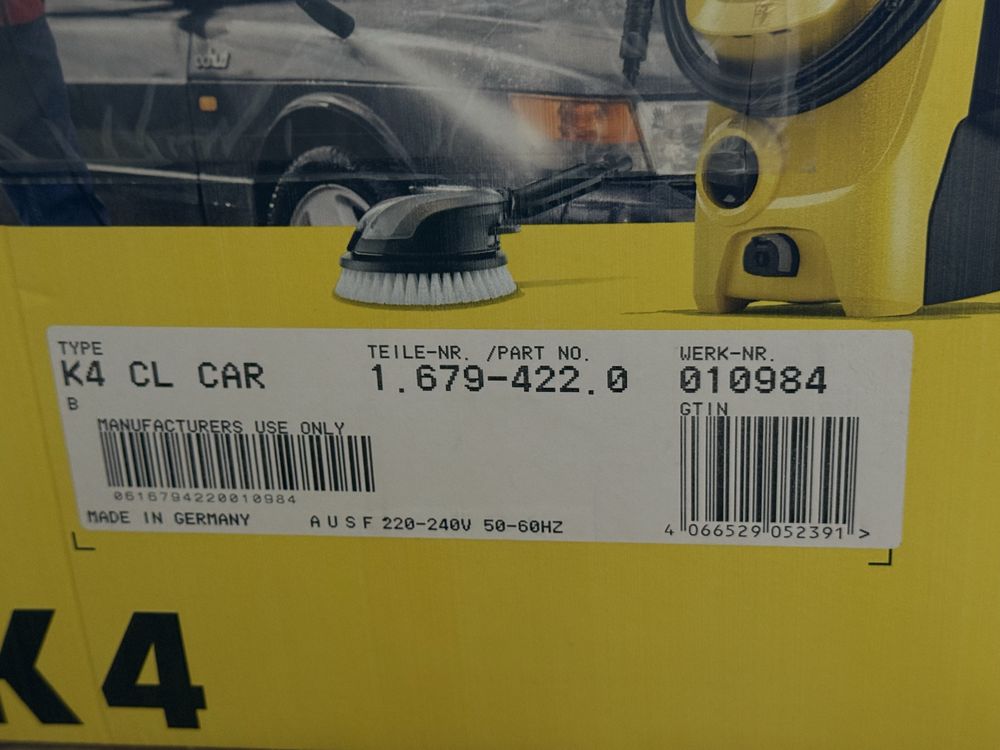 TYPE
K4 CL CAR
B
TEILE-NR. /PART NO.
1.679-422.0
WERK-NR.
010984
GTIN
MANUFACTURERS USE ONLY
0616794220010984
MADE IN GERMANY
A U S F 220-240V 50-60HZ
4 066529 052391 >
K4